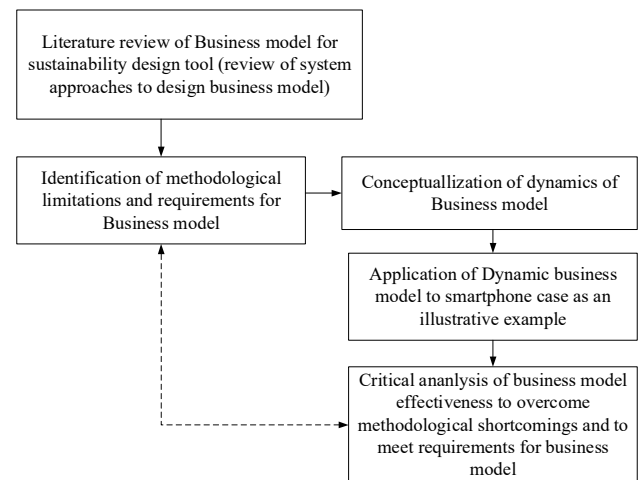 Literature review of Business model for
sustainability design tool (review of system
approaches to design business model)
Identification of methodological
limitations and requirements for
Business model
Conceptuallization of dynamics of
Business model
Application of Dynamic business
model to smartphone case as an
illustrative example
Critical ananlysis of business model
effectiveness to overcome
methodological shortcomings and to
meet requirements for business
model